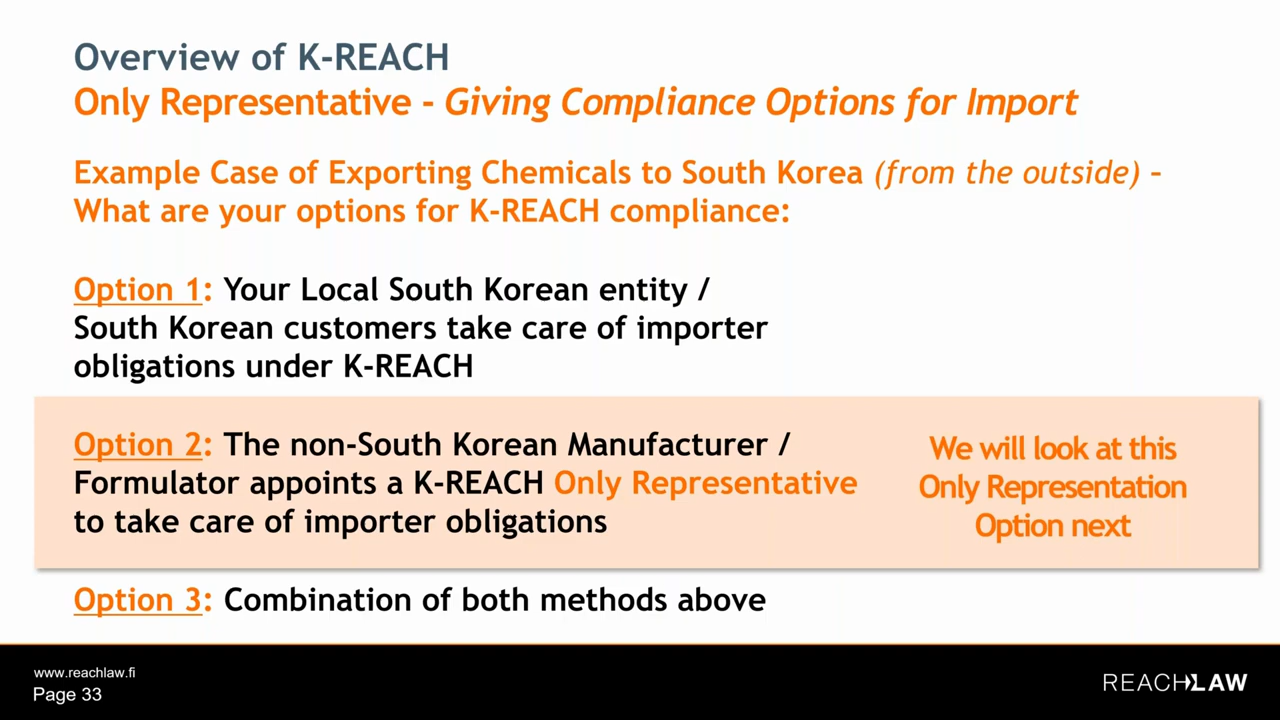 Overview of K-REACH
Only Representative - Giving Compliance Options for Import
Example Case of Exporting Chemicals to South Korea (from the outside) –
What are your options for K-REACH compliance:
Option 1: Your Local South Korean entity /
South Korean customers take care of importer
obligations under K-REACH
Option 2: The non-South Korean Manufacturer /
Formulator appoints a K-REACH Only Representative
to take care of importer obligations
We will look at this
Only Representation
Option next
Option 3: Combination of both methods above
www.reachlaw.fi
Page 33
REACHLAW